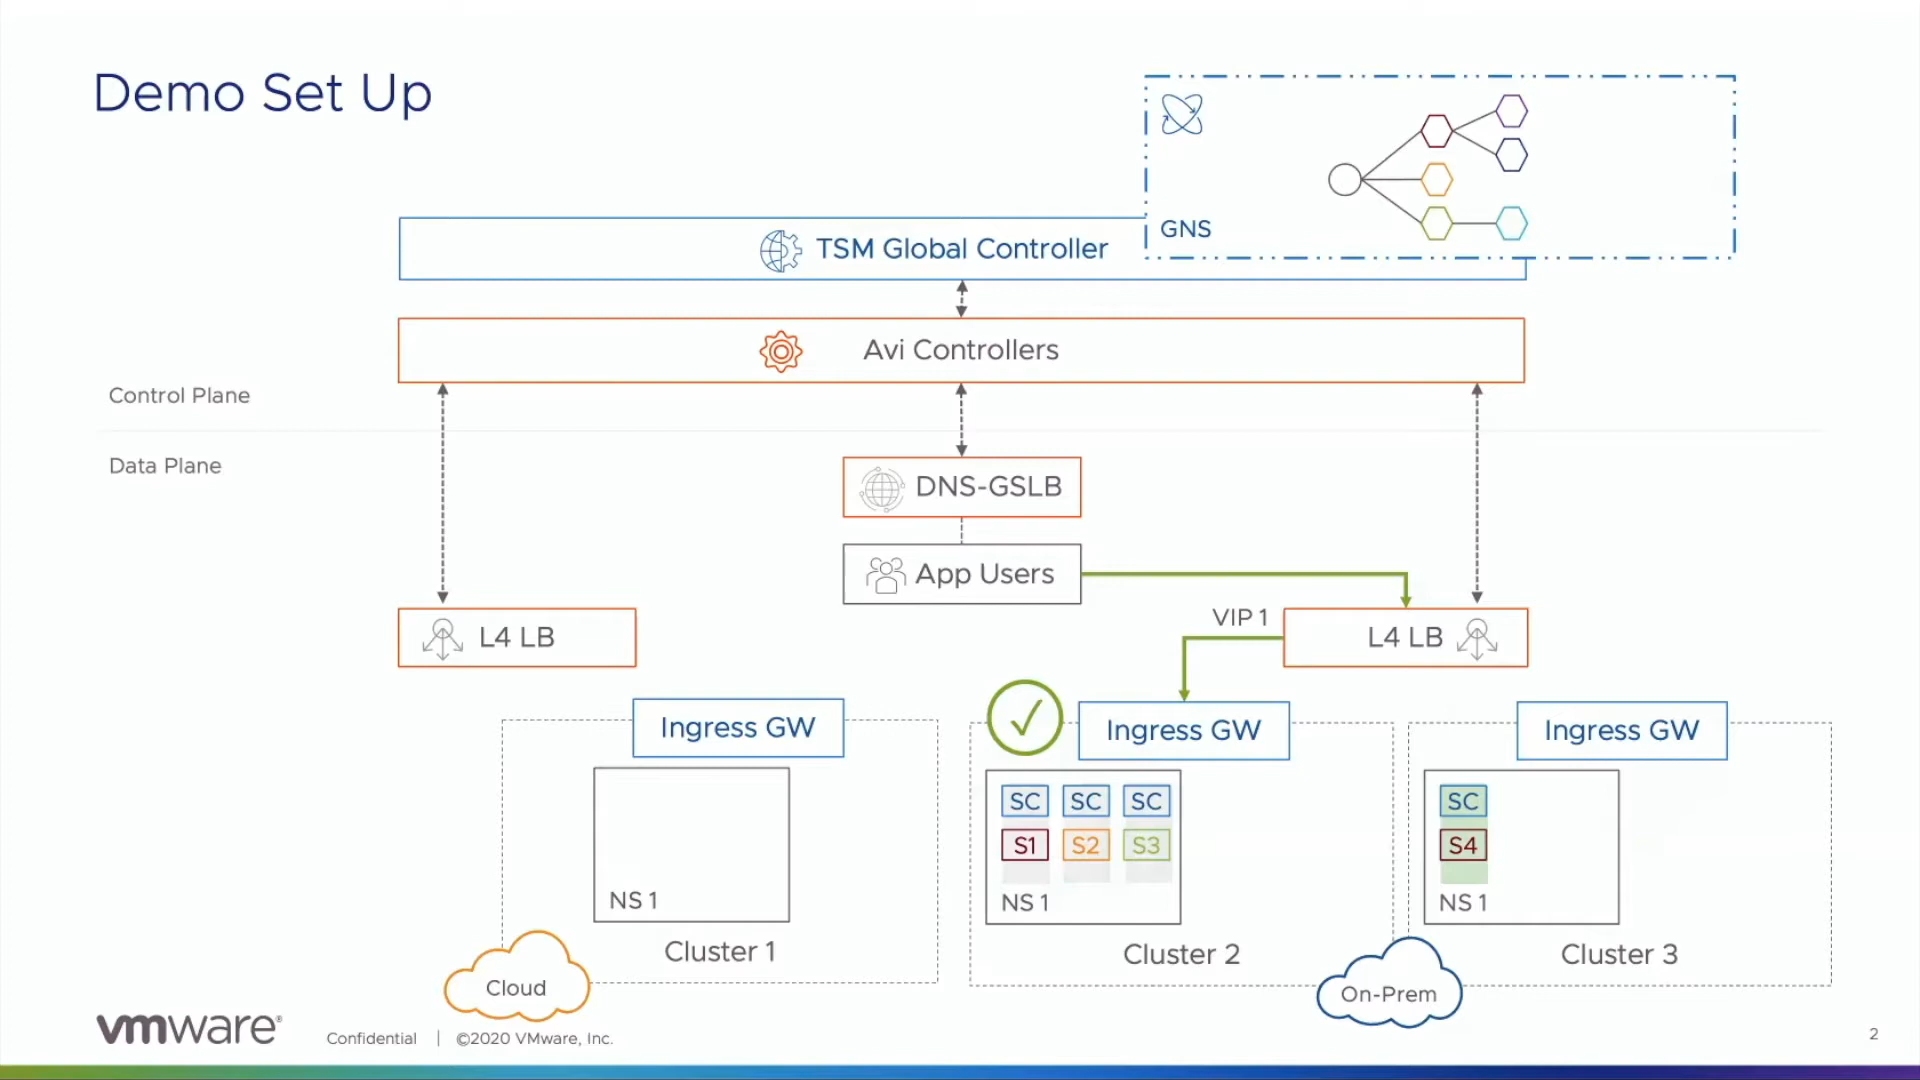 Demo Set Up
GNS
TSM Global Controller
Avi Controllers
Control Plane
Data Plane
DNS-GSLB
App Users
VIP 1
L4 LB
L4 LB
Ingress GW
Ingress GW
Ingress GW
SC SC SC
S1 S2 S3
SC
S4
NS 1
NS 1
NS 1
Cluster 1
Cluster 2
Cluster 3
Cloud
On-Prem
vmware®
Confidential | ©2020 VMware, Inc.
2